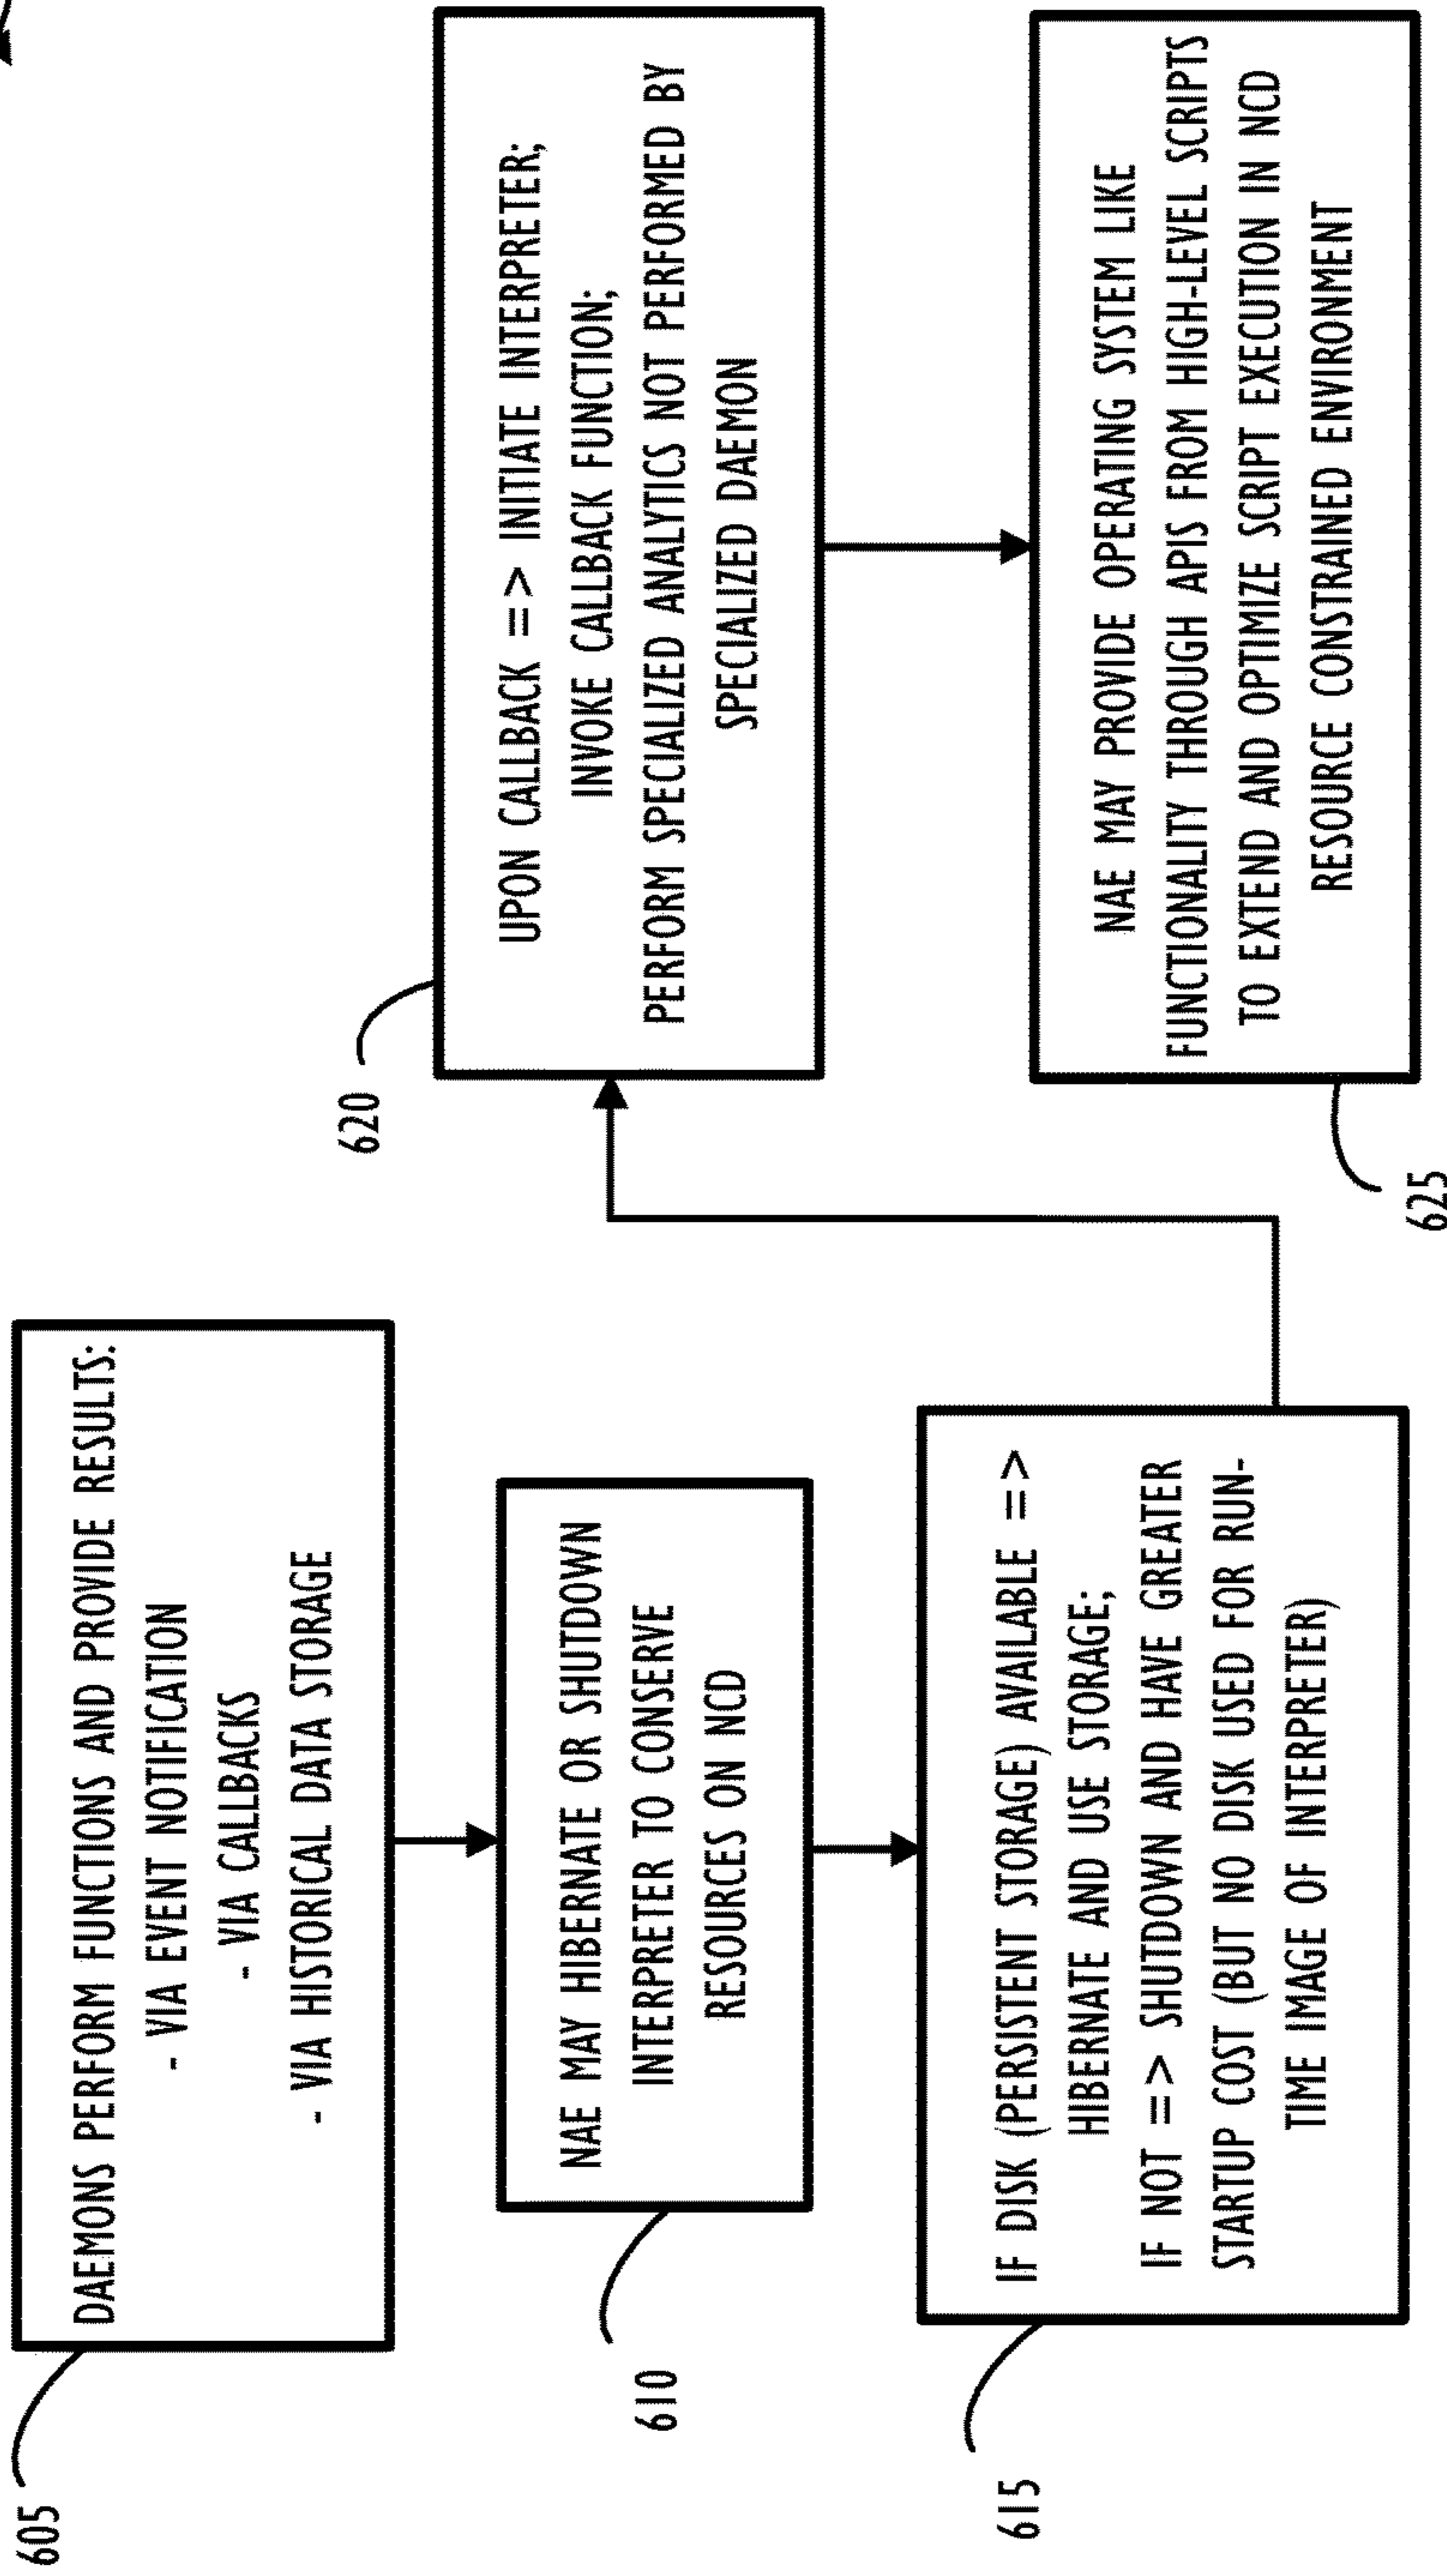 605
DAEMONS PERFORM FUNCTIONS AND PROVIDE RESULTS:
- VIA EVENT NOTIFICATION
- VIA CALLBACKS
- VIA HISTORICAL DATA STORAGE
610
NAE MAY HIBERNATE OR SHUTDOWN
INTERPRETER TO CONSERVE
RESOURCES ON NCD
615
IF DISK (PERSISTENT STORAGE) AVAILABLE =>
HIBERNATE AND USE STORAGE;
IF NOT => SHUTDOWN AND HAVE GREATER
STARTUP COST (BUT NO DISK USED FOR RUN-
TIME IMAGE OF INTERPRETER)
620
UPON CALLBACK => INITIATE INTERPRETER;
INVOKE CALLBACK FUNCTION;
PERFORM SPECIALIZED ANALYTICS NOT PERFORMED BY
SPECIALIZED DAEMON
625
NAE MAY PROVIDE OPERATING SYSTEM LIKE
FUNCTIONALITY THROUGH APIS FROM HIGH-LEVEL SCRIPTS
TO EXTEND AND OPTIMIZE SCRIPT EXECUTION IN NCD
RESOURCE CONSTRAINED ENVIRONMENT